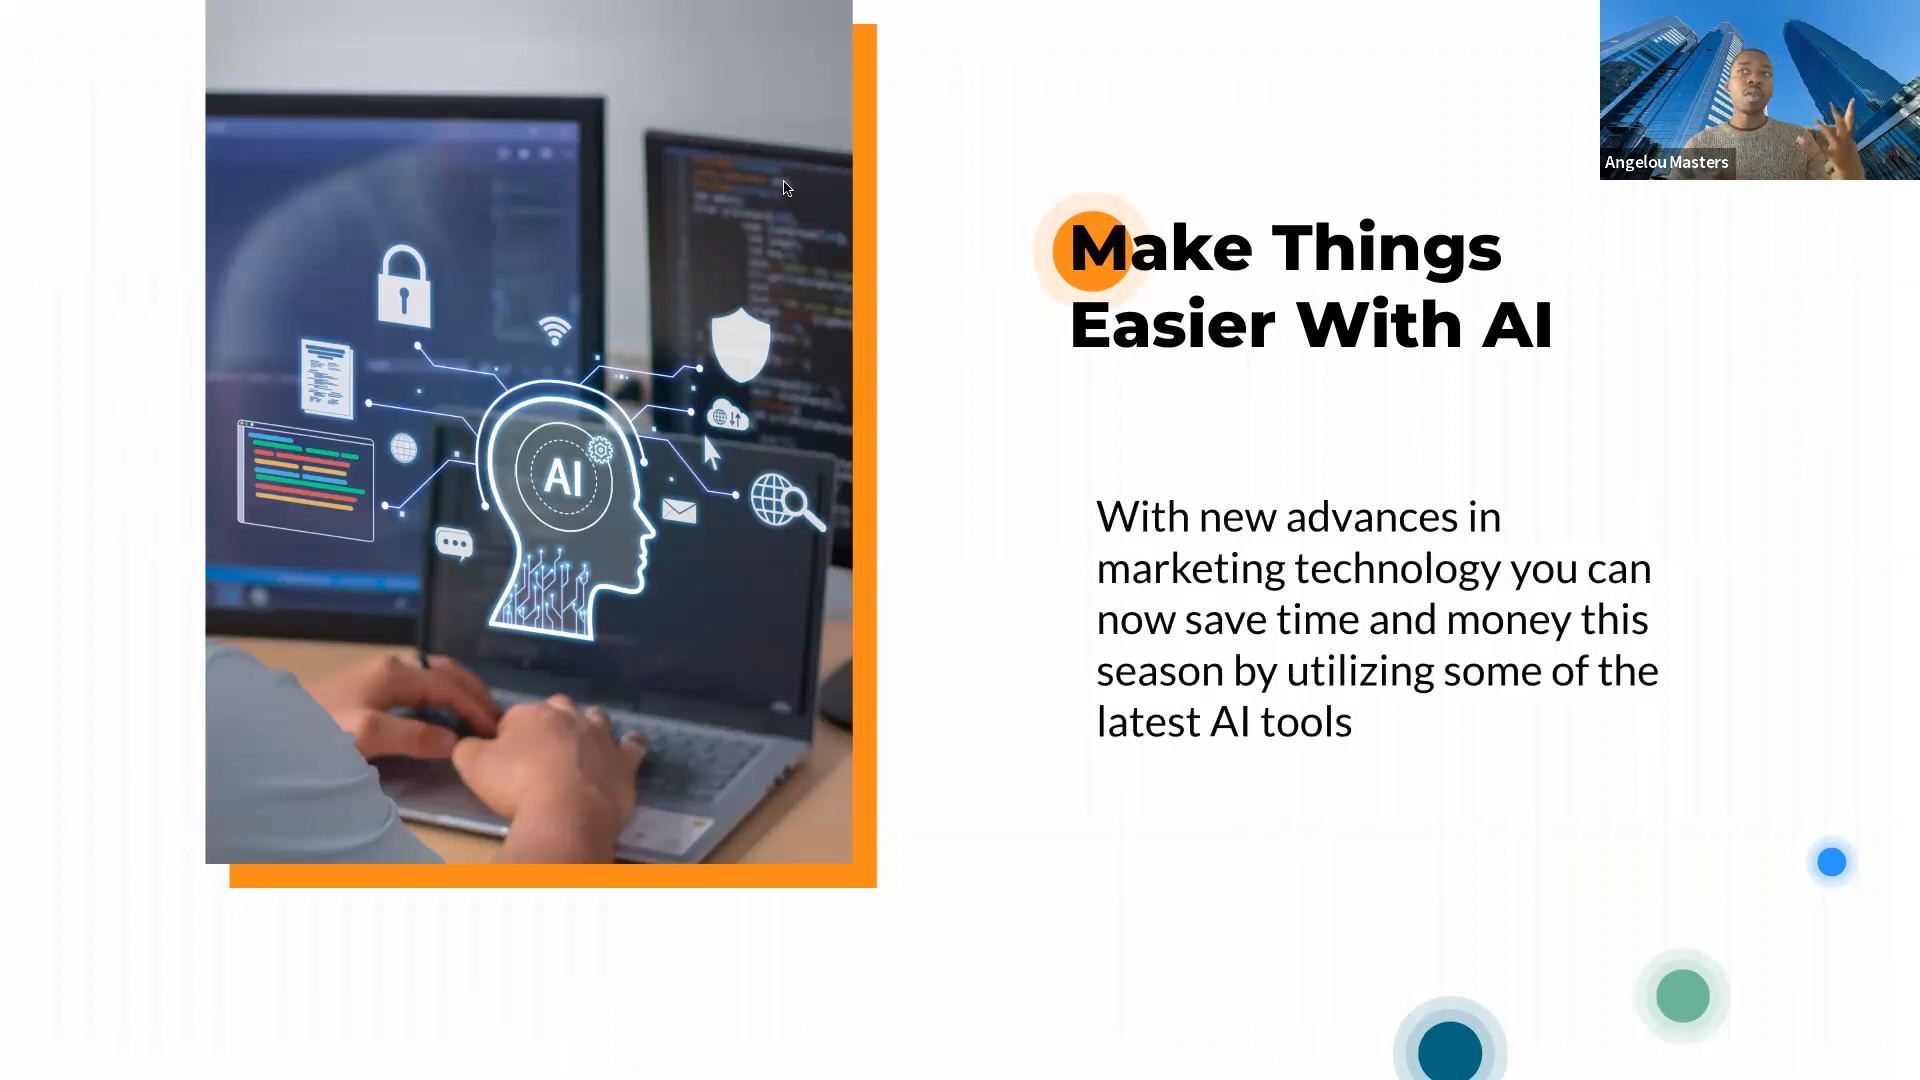 Angelou Masters
Make Things
Easier With AI
AI
With new advances in
marketing technology you can
now save time and money this
season by utilizing some of the
latest AI tools